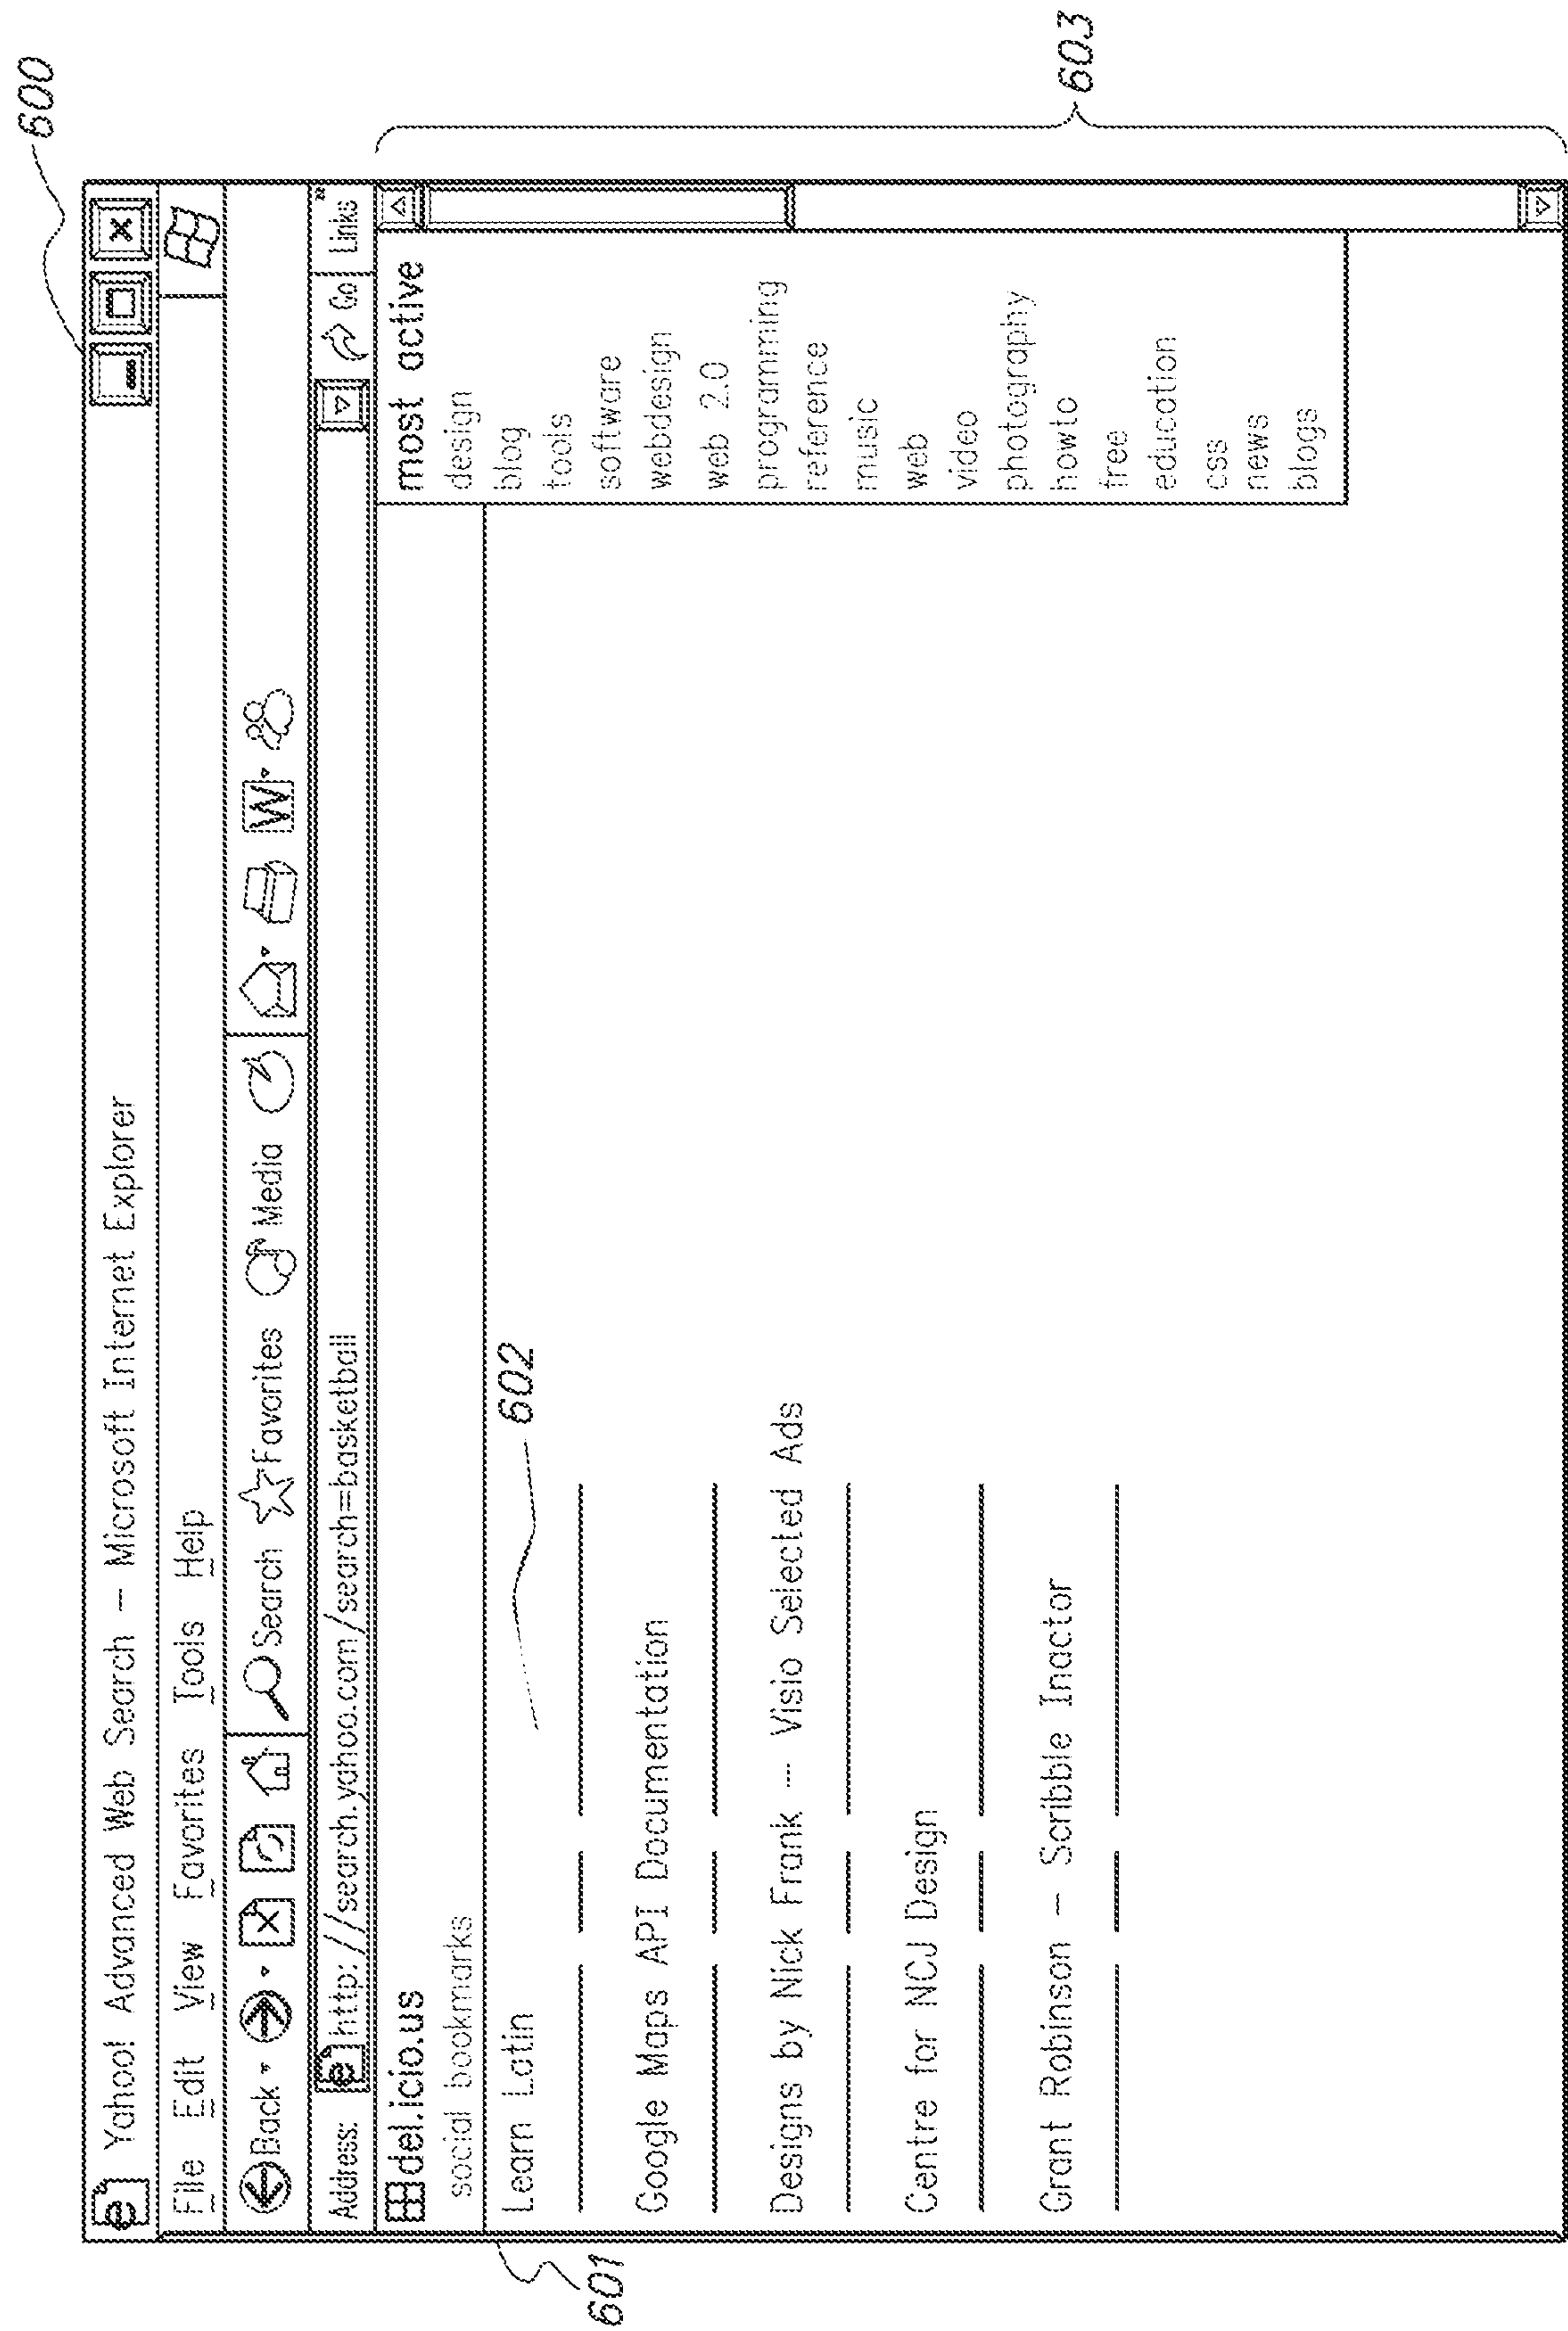 600
Yahoo! Advanced Web Search – Microsoft Internet Explorer
File Edit View Favorites Tools Help
Back Search Favorites Media W
Address: http://search.yahoo.com/search=basketball Go Links »
del.icio.us
social bookmarks
601
602
603
Learn Latin
Google Maps API Documentation
Designs by Nick Frank –– Visio Selected Ads
Centre for NCJ Design
Grant Robinson – Scribble Inactor
most active
design
blog
tools
software
webdesign
web 2.0
programming
reference
music
web
video
photography
howto
free
education
css
news
blogs